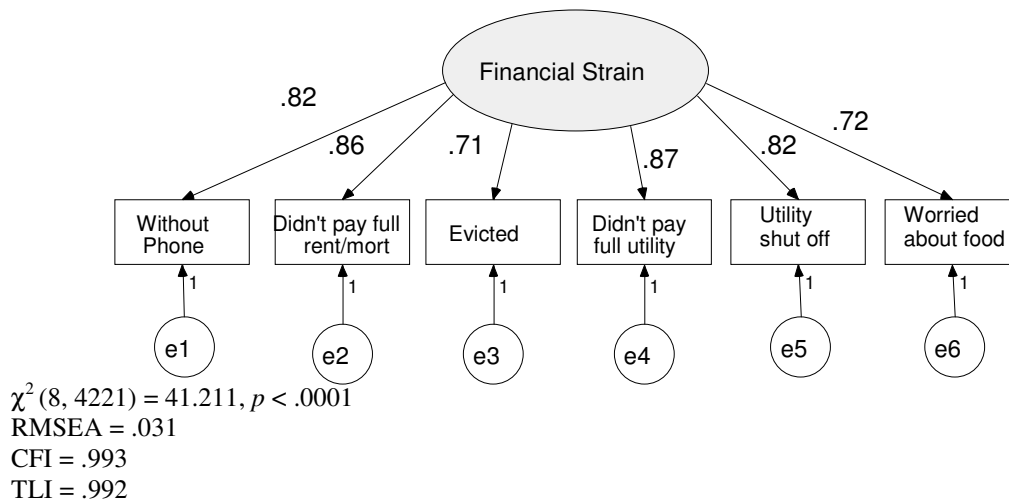 Financial Strain
.82
.86
.71
.87
.82
.72
Without
Phone
Didn't pay full
rent/mort
Evicted
Didn't pay
full utility
Utility
shut off
Worried
about food
1
1
1
1
1
1
e1
e2
e3
e4
e5
e6
χ² (8, 4221) = 41.211, p < .0001
RMSEA = .031
CFI = .993
TLI = .992